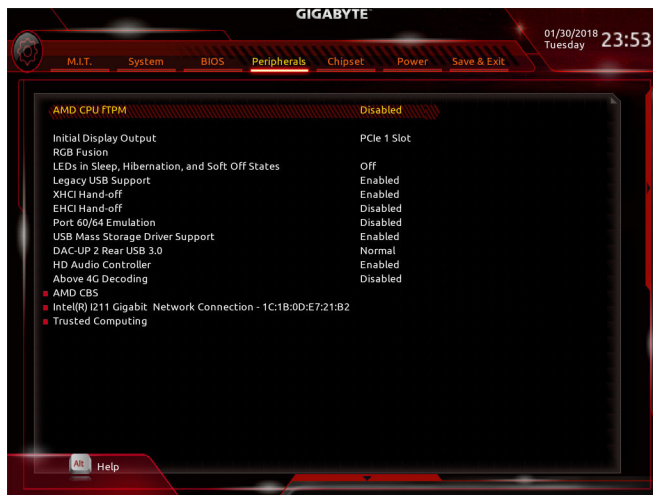 GIGABYTE™
01/30/2018 23:53
Tuesday
M.I.T. System BIOS Peripherals Chipset Power Save & Exit
AMD CPU fTPM Disabled
Initial Display Output PCIe 1 Slot
RGB Fusion
LEDs in Sleep, Hibernation, and Soft Off States Off
Legacy USB Support Enabled
XHCI Hand-off Enabled
EHCI Hand-off Disabled
Port 60/64 Emulation Disabled
USB Mass Storage Driver Support Enabled
DAC-UP 2 Rear USB 3.0 Normal
HD Audio Controller Enabled
Above 4G Decoding Disabled
AMD CBS
Intel(R) I211 Gigabit Network Connection - 1C:1B:0D:E7:21:B2
Trusted Computing
Alt Help